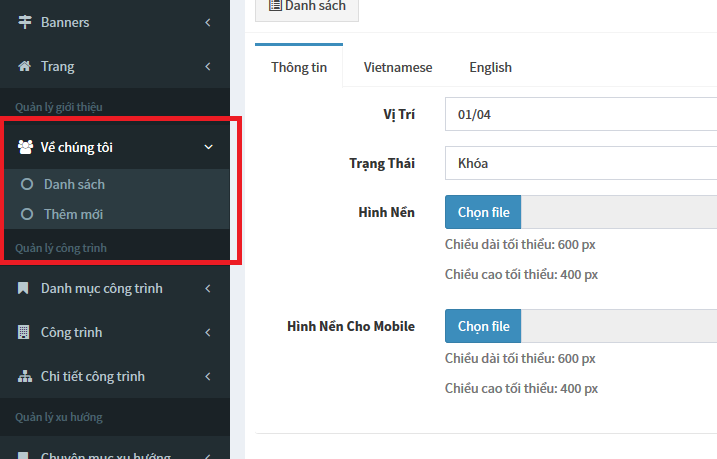 Banners
Trang
Quản lý giới thiệu
Về chúng tôi
Danh sách
Thêm mới
Quản lý công trình
Danh mục công trình
Công trình
Chi tiết công trình
Quản lý xu hướng
Chuyên mục xu hướng
Danh sách
Thông tin Vietnamese English
Vị Trí 01/04
Trạng Thái Khóa
Hình Nền Chọn file
Chiều dài tối thiểu: 600 px
Chiều cao tối thiểu: 400 px
Hình Nền Cho Mobile Chọn file
Chiều dài tối thiểu: 600 px
Chiều cao tối thiểu: 400 px